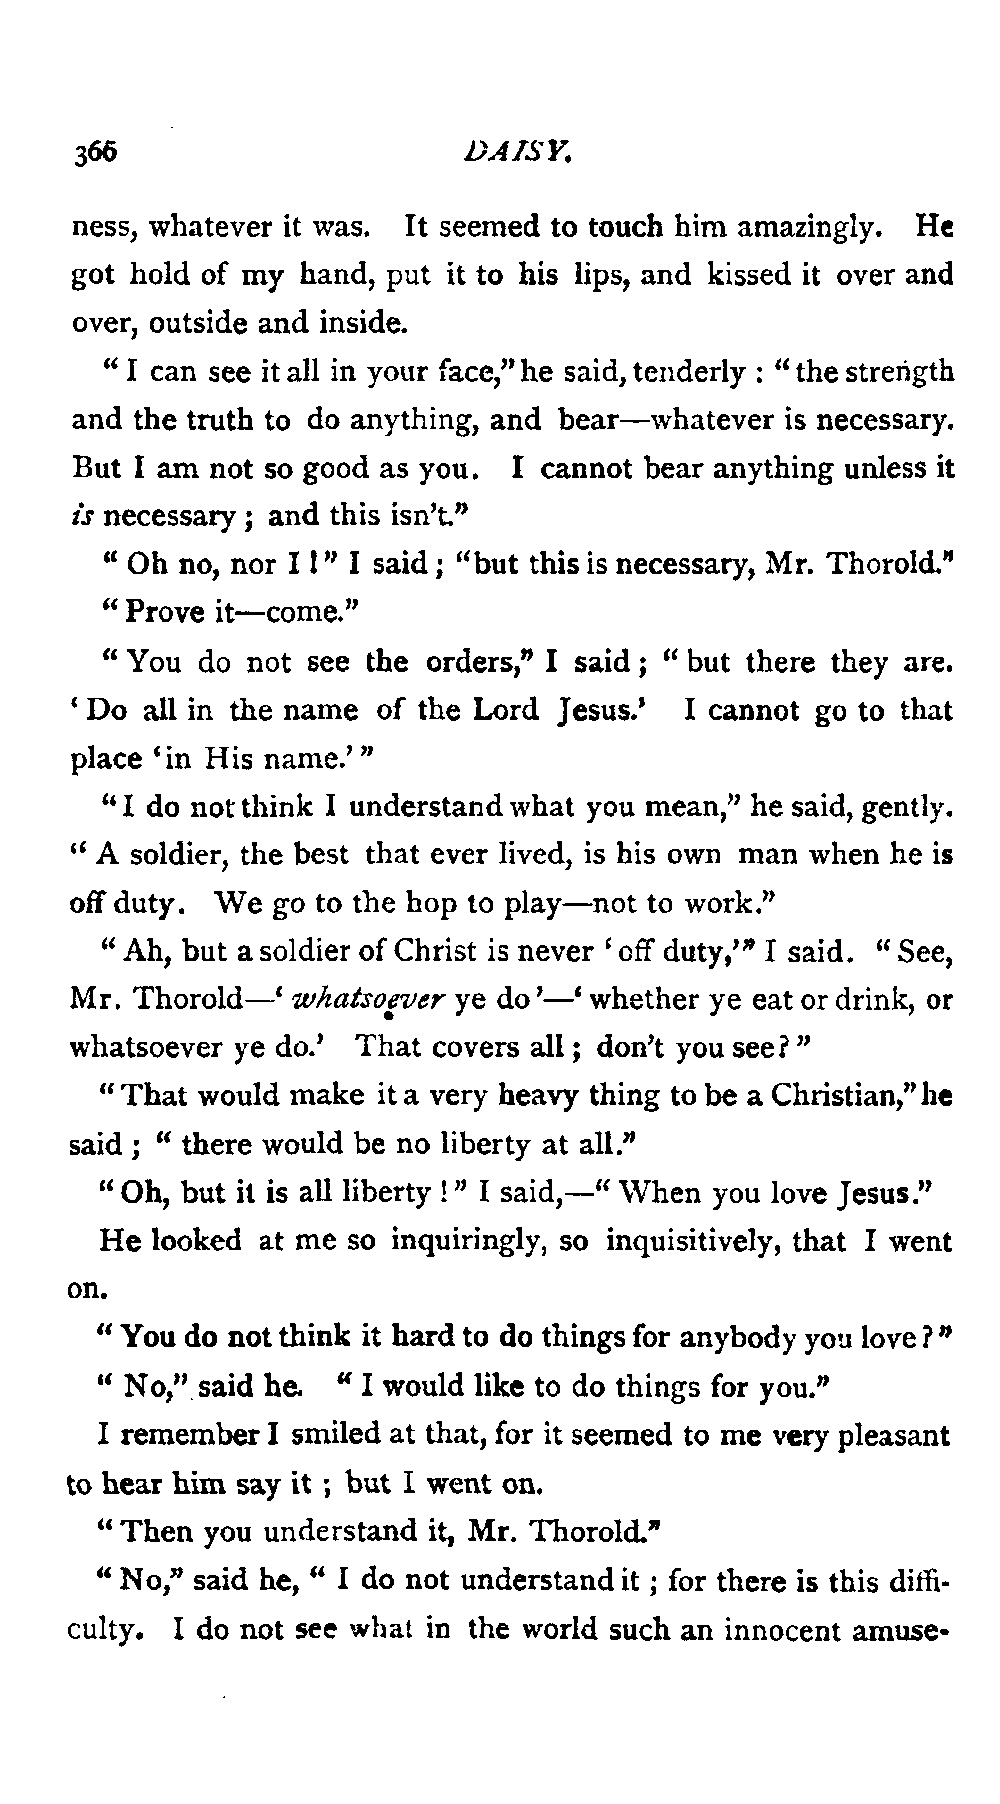 366 DAISY.
ness, whatever it was. It seemed to touch him amazingly. He
got hold of my hand, put it to his lips, and kissed it over and
over, outside and inside.
“I can see it all in your face,” he said, tenderly : “the strength
and the truth to do anything, and bear—whatever is necessary.
But I am not so good as you. I cannot bear anything unless it
is necessary ; and this isn’t.”
“Oh no, nor I !” I said ; “but this is necessary, Mr. Thorold.”
“Prove it—come.”
“You do not see the orders,” I said ; “but there they are.
‘Do all in the name of the Lord Jesus.’ I cannot go to that
place ‘in His name.’”
“I do not think I understand what you mean,” he said, gently.
“A soldier, the best that ever lived, is his own man when he is
off duty. We go to the hop to play—not to work.”
“Ah, but a soldier of Christ is never ‘off duty,’” I said. “See,
Mr. Thorold—‘whatsoever ye do’—‘whether ye eat or drink, or
whatsoever ye do.’ That covers all ; don’t you see?”
“That would make it a very heavy thing to be a Christian,” he
said ; “there would be no liberty at all.”
“Oh, but it is all liberty !” I said,—“When you love Jesus.”
He looked at me so inquiringly, so inquisitively, that I went
on.
“You do not think it hard to do things for anybody you love?”
“No,” said he. “I would like to do things for you.”
I remember I smiled at that, for it seemed to me very pleasant
to hear him say it ; but I went on.
“Then you understand it, Mr. Thorold.”
“No,” said he, “I do not understand it ; for there is this diffi-
culty. I do not see what in the world such an innocent amuse-